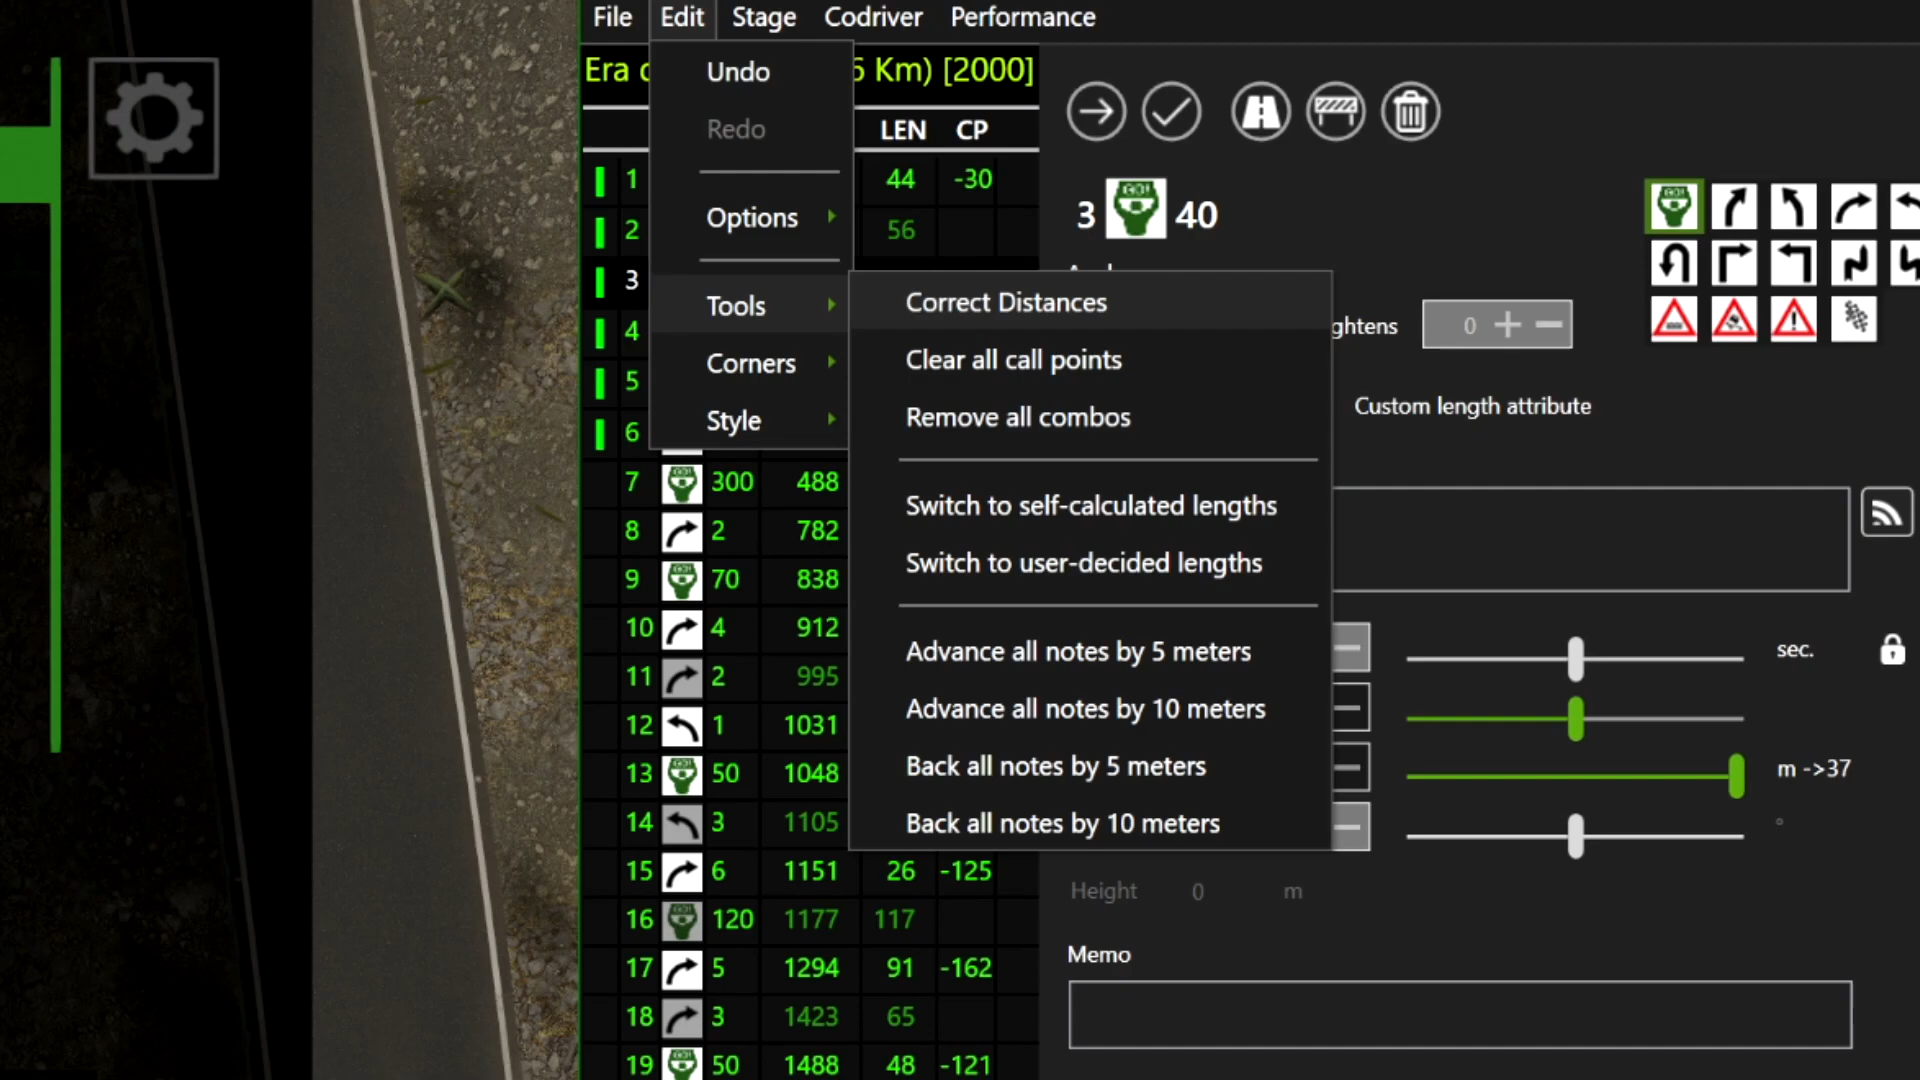 File Edit Stage Codriver Performance
Era 6 Km) [2000]
Undo
Redo
Options
Tools
Corners
Style
Correct Distances
Clear all call points
Remove all combos
Switch to self-calculated lengths
Switch to user-decided lengths
Advance all notes by 5 meters
Advance all notes by 10 meters
Back all notes by 5 meters
Back all notes by 10 meters
LEN CP
1 44 -30
2 56
3
4
5
6
7 300 488
8 2 782
9 70 838
10 4 912
11 2 995
12 1 1031
13 50 1048
14 3 1105
15 6 1151 26 -125
16 120 1177 117
17 5 1294 91 -162
18 3 1423 65
19 50 1488 48 -121
3 GO! 40
ghtens 0 + −
Custom length attribute
sec.
m ->37
°
Height 0 m
Memo